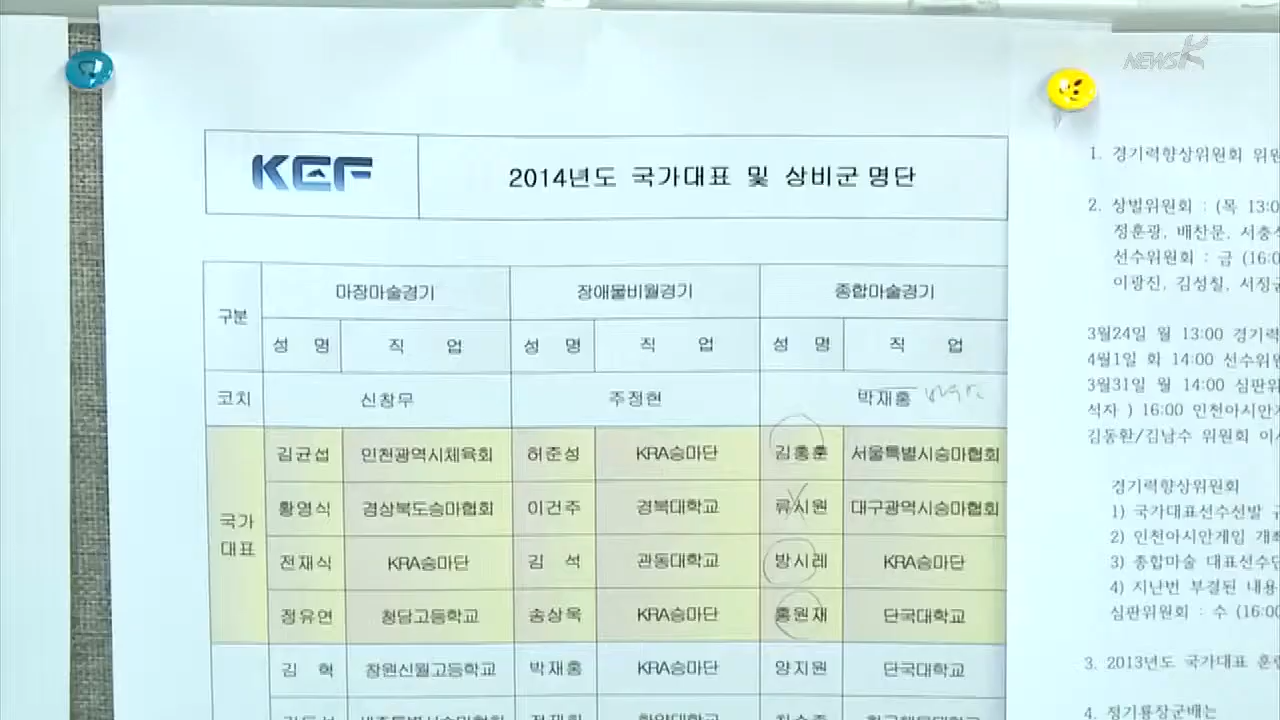 NEWSK
KEF
2014년도 국가대표 및 상비군 명단
구분
마장마술경기 장애물비월경기 종합마술경기
성 명 직 업 성 명 직 업 성 명 직 업
코치 신창무 주정현 박재홍
국가
대표
김균섭 인천광역시체육회 허준성 KRA승마단 김홍훈 서울특별시승마협회
황영식 경상북도승마협회 이건주 경북대학교 류시원 대구광역시승마협회
전재식 KRA승마단 김 석 관동대학교 방시레 KRA승마단
정유연 청담고등학교 송상욱 KRA승마단 홍원재 단국대학교
김 혁 창원신월고등학교 박재홍 KRA승마단 양지원 단국대학교
1. 경기력향상위원회 위원
2. 상벌위원회 : (목 13:0
정훈광, 배찬문, 서충식
선수위원회 : 금 (16:0
이광진, 김성칠, 서정균
3월24일 월 13:00 경기력
4월1일 화 14:00 선수위원
3월31일 월 14:00 심판위
석자 ) 16:00 인천아시안게
김동환/김남수 위원회 이사
경기력향상위원회
1) 국가대표선수선발
2) 인천아시안게임 개최
3) 종합마술 대표선수단
4) 지난번 부결된 내용
심판위원회 : 수 (16:00
3. 2013년도 국가대표 훈련
4. 정기룡장군배는